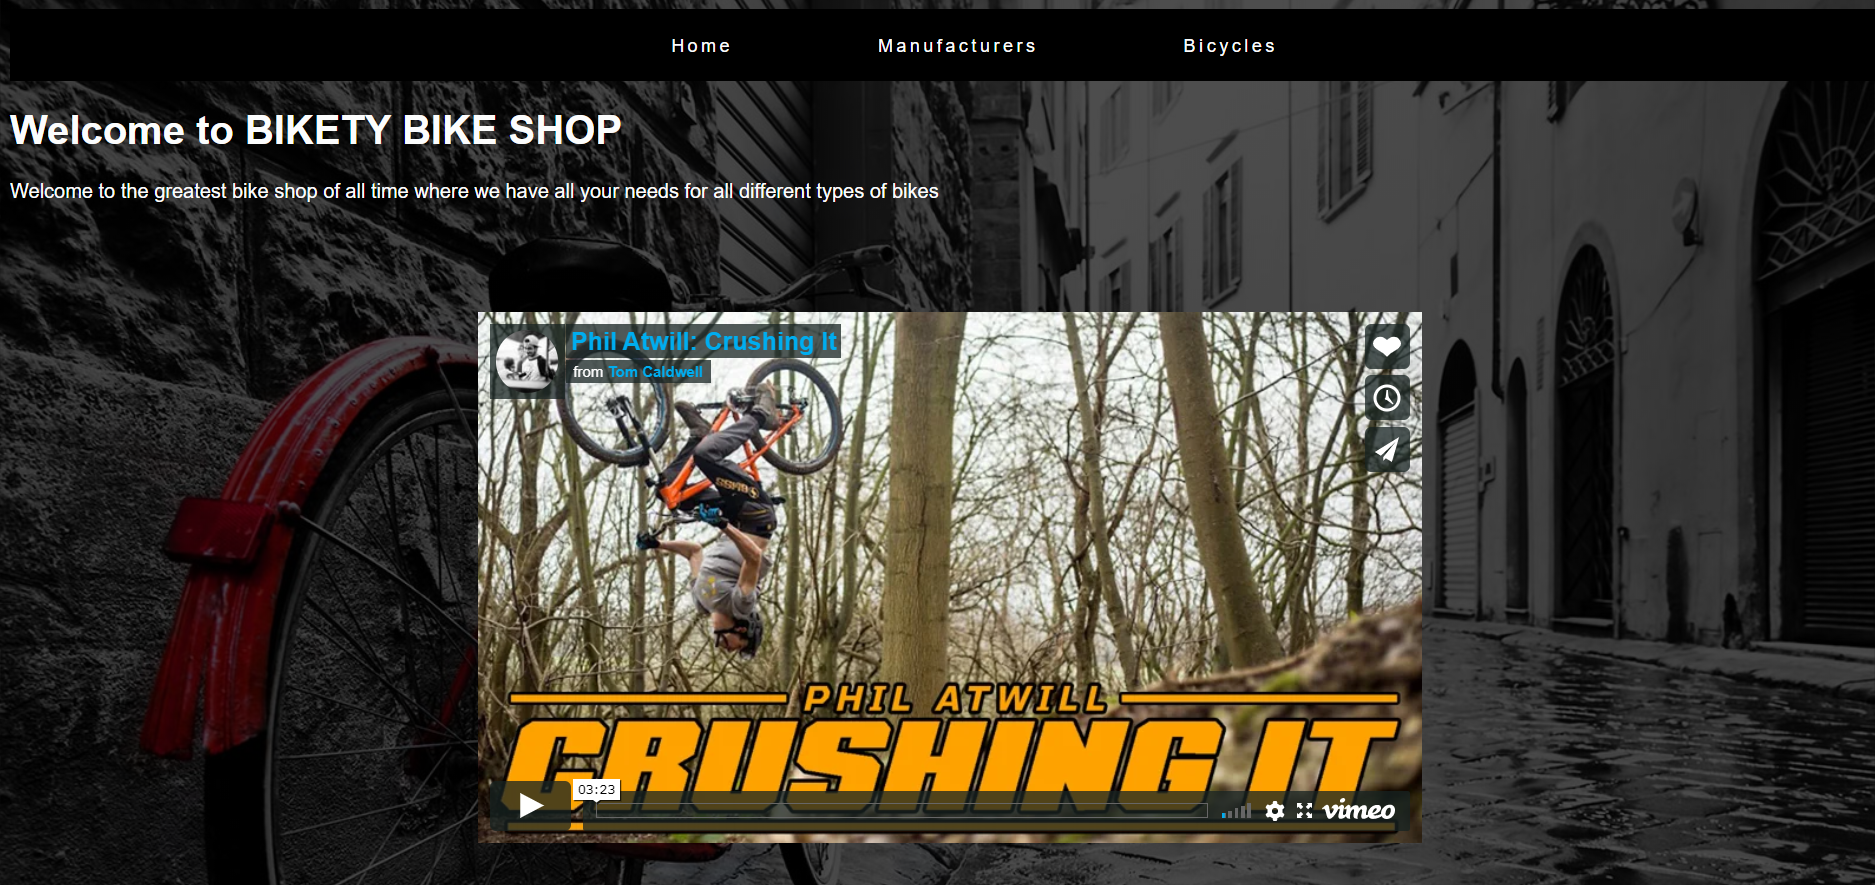 Home Manufacturers Bicycles
Welcome to BIKETY BIKE SHOP
Welcome to the greatest bike shop of all time where we have all your needs for all different types of bikes
Phil Atwill: Crushing It
from Tom Caldwell
PHIL ATWILL
CRUSHING IT
03:23
vimeo